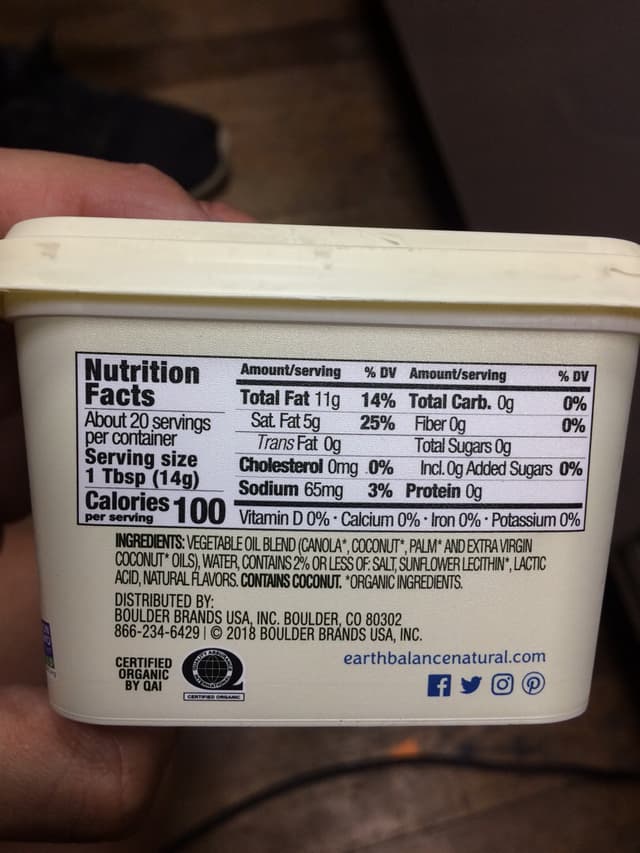 Nutrition
Facts
About 20 servings
per container
Serving size
1 Tbsp (14g)
Calories 100
per serving
Amount/serving % DV Amount/serving % DV
Total Fat 11g 14% Total Carb. 0g 0%
Sat. Fat 5g 25% Fiber 0g 0%
Trans Fat 0g Total Sugars 0g
Cholesterol 0mg 0% Incl. 0g Added Sugars 0%
Sodium 65mg 3% Protein 0g
Vitamin D 0% · Calcium 0% · Iron 0% · Potassium 0%
INGREDIENTS: VEGETABLE OIL BLEND (CANOLA*, COCONUT*, PALM* AND EXTRA VIRGIN
COCONUT* OILS), WATER, CONTAINS 2% OR LESS OF: SALT, SUNFLOWER LECITHIN*, LACTIC
ACID, NATURAL FLAVORS. CONTAINS COCONUT. *ORGANIC INGREDIENTS.
DISTRIBUTED BY:
BOULDER BRANDS USA, INC. BOULDER, CO 80302
866-234-6429 | © 2018 BOULDER BRANDS USA, INC.
CERTIFIED
ORGANIC
BY QAI
CERTIFIED ORGANIC
earthbalancenatural.com